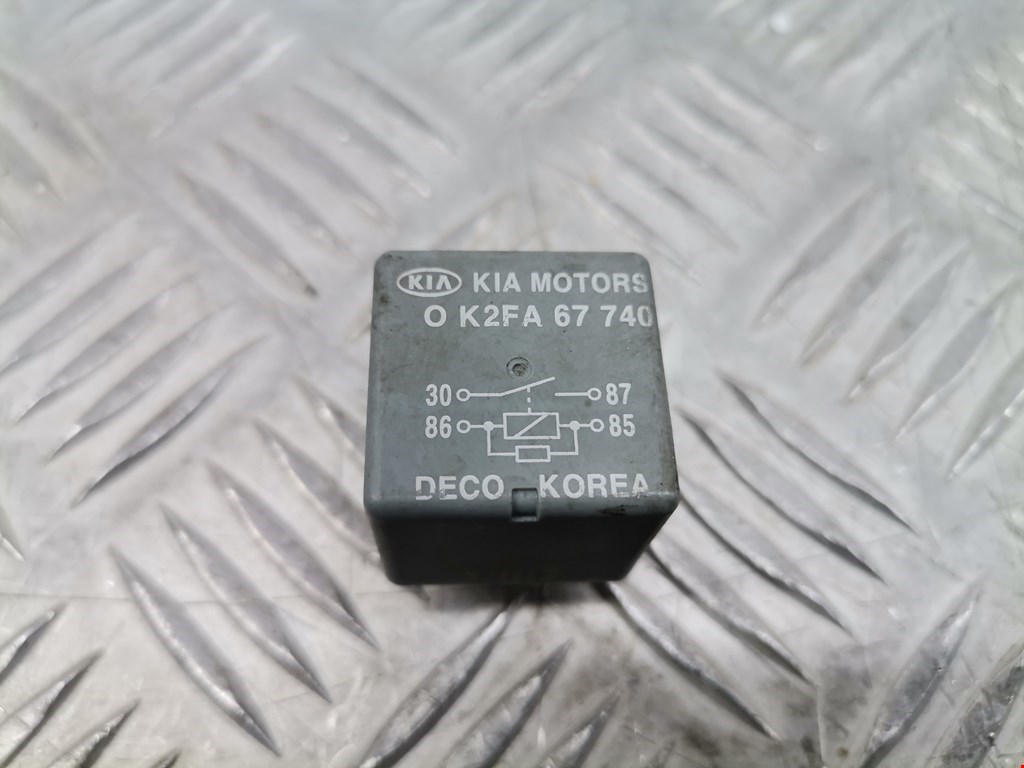 KIA KIA MOTORS
O K2FA 67 740
30 87
86 85
DECO KOREA